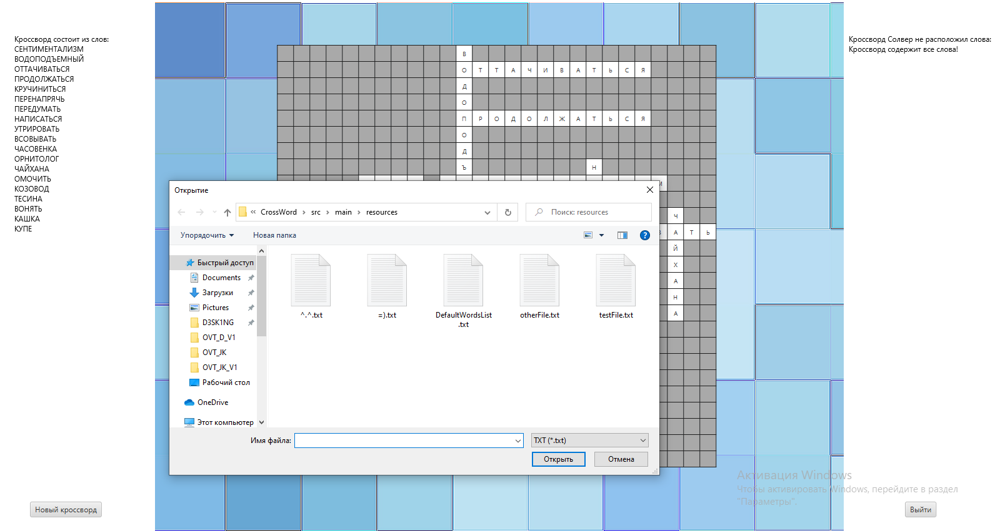 Кроссворд состоит из слов:
СЕНТИМЕНТАЛИЗМ
ВОДОПОДЪЕМНЫЙ
ОТТАЧИВАТЬСЯ
ПРОДОЛЖАТЬСЯ
КРУЧИНИТЬСЯ
ПЕРЕНАПРЯЧЬ
ПЕРЕДУМАТЬ
НАПИСАТЬСЯ
УТРИРОВАТЬ
ВСОВЫВАТЬ
ЧАСОВЕНКА
ОРНИТОЛОГ
ЧАЙХАНА
ОМОЧИТЬ
КОЗОВОД
ТЕСИНА
ВОНЯТЬ
КАШКА
КУПЕ
Новый кроссворд
В
О Т Т А Ч И В А Т Ь С Я
Д
О
П Р О Д О Л Ж А Т Ь С Я
О
Д
Ъ Н
М
Ч
В А Т Ь
Й
Х
А
Н
А
Открытие
« CrossWord > src > main > resources
Поиск: resources
Упорядочить
Новая папка
?
Быстрый доступ
Documents
Загрузки
Pictures
D3SK1NG
OVT_D_V1
OVT_JK
OVT_JK_V1
Рабочий стол
OneDrive
Этот компьютер
^.^.txt
=).txt
DefaultWordsList
.txt
otherFile.txt
testFile.txt
Имя файла:
TXT (*.txt)
Открыть
Отмена
Кроссворд Солвер не расположил слова:
Кроссворд содержит все слова!
Активация Windows
Чтобы активировать Windows, перейдите в раздел
"Параметры".
Выйти